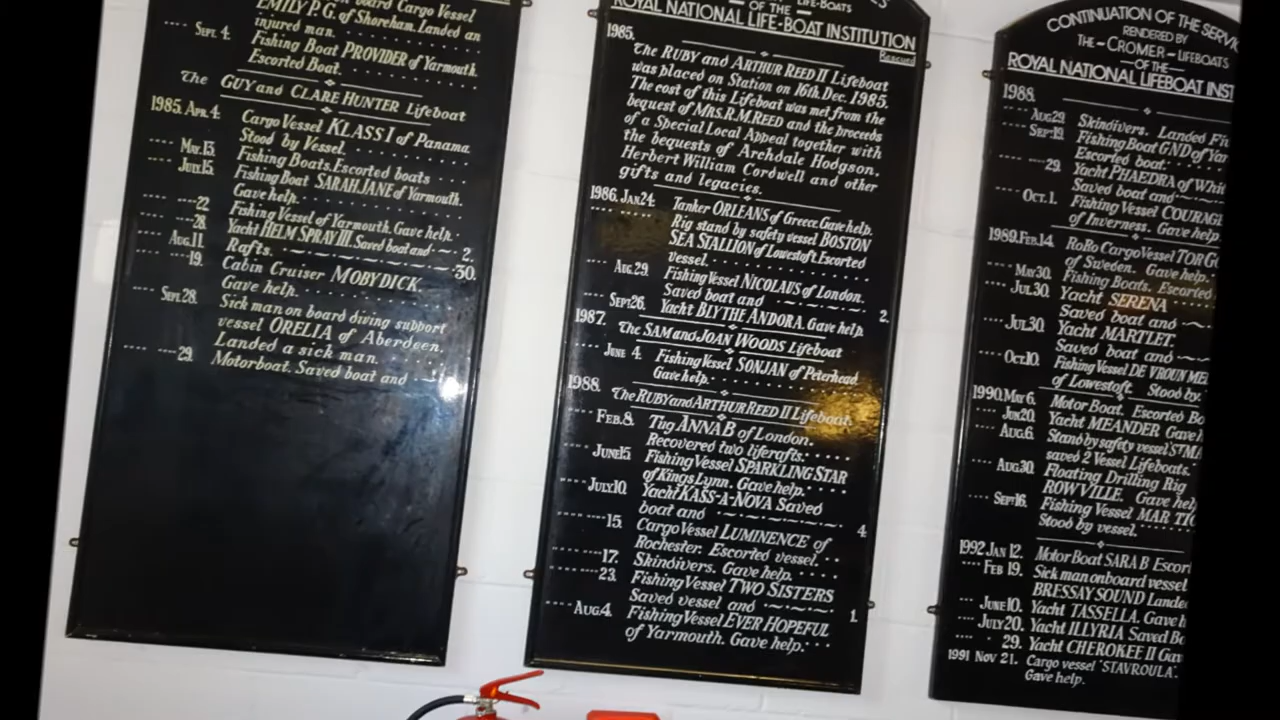 board Cargo Vessel
EMILY P.G. of Shoreham. Landed an
injured man.
Sept. 4. Fishing Boat PROVIDER of Yarmouth.
Escorted Boat.
The GUY and CLARE HUNTER Lifeboat
1985. Apr. 4. Cargo Vessel KLASS I of Panama.
Stood by Vessel.
May. 13. Fishing Boats. Escorted boats
July. 15. Fishing Boat SARAH JANE of Yarmouth.
Gave help.
22. Fishing Vessel of Yarmouth. Gave help.
28. Yacht HELM SPRAY III. Saved boat and 2.
Aug. 11. Rafts. 30.
19. Cabin Cruiser MOBY DICK.
Gave help.
Sept. 28. Sick man on board diving support
vessel ORELIA of Aberdeen.
Landed a sick man.
29. Motorboat. Saved boat and
OF THE LIFE-BOATS
ROYAL NATIONAL LIFE-BOAT INSTITUTION
1985. Rescued
The RUBY and ARTHUR REED II Lifeboat
was placed on Station on 16th. Dec. 1985.
The cost of this Lifeboat was met from the
bequest of MRS. R.M. REED and the proceeds
of a Special Local Appeal together with
the bequests of Archdale Hodgson,
Herbert William Cordwell and other
gifts and legacies.
1986. Jan 24. Tanker ORLEANS of Greece. Gave help.
Rig stand by safety vessel BOSTON
SEA STALLION of Lowestoft. Escorted
vessel.
Aug. 29. Fishing Vessel NICOLAUS of London.
Saved boat and 2.
Sept 26. Yacht BLYTHE ANDORA. Gave help.
1987. The SAM and JOAN WOODS Lifeboat
June 4. Fishing Vessel SONJAN of Peterhead
Gave help.
1988. The RUBY and ARTHUR REED II Lifeboat
Feb. 8. Tug ANNA B of London.
Recovered two liferafts.
June 15 Fishing Vessel SPARKLING STAR
of Kings Lynn. Gave help.
July 10. Yacht KASS-A-NOVA Saved
boat and 4.
15. Cargo Vessel LUMINENCE of
Rochester. Escorted vessel.
17. Skindivers. Gave help.
23. Fishing Vessel TWO SISTERS
Saved vessel and 1.
Aug. 4. Fishing Vessel EVER HOPEFUL
of Yarmouth. Gave help.
CONTINUATION OF THE SERVIC
RENDERED BY
THE-CROMER-LIFEBOATS
-OF THE-
ROYAL NATIONAL LIFEBOAT INST
1988.
Aug 29. Skindivers. Landed Fi
Sept. 19. Fishing Boat GND of Yar
Escorted boat.
29. Yacht PHAEDRA of Whit
Saved boat and
Oct. 1. Fishing Vessel COURAG
of Inverness. Gave help
1989. Feb. 14. RoRo Cargo Vessel TOR GO
of Sweden. Gave help.
May 30. Fishing Boats. Escorted
Jul. 30. Yacht SERENA
Saved boat and
Jul. 30. Yacht MARTLET.
Saved boat and
Oct 10. Fishing Vessel DE VROUN ME
of Lowestoft. Stood by.
1990. May 6. Motor Boat. Escorted Bo
Jun 20. Yacht MEANDER Gave h
Aug. 6. Stand by safety vessel ST MA
saved 2 Vessel Lifeboats.
Aug 30. Floating Drilling Rig
ROWVILLE. Gave hel
Sept 16. Fishing Vessel MAR TIC
Stood by vessel.
1992 Jan 12. Motor Boat SARA B Escor
Feb 19. Sick man onboard vessel
BRESSAY SOUND Lande
June 10. Yacht TASSELLA. Gave h
July 20. Yacht ILLYRIA Saved Bo
29. Yacht CHEROKEE II Gav
1991 Nov 21. Cargo vessel 'STAVROULA'.
Gave help.